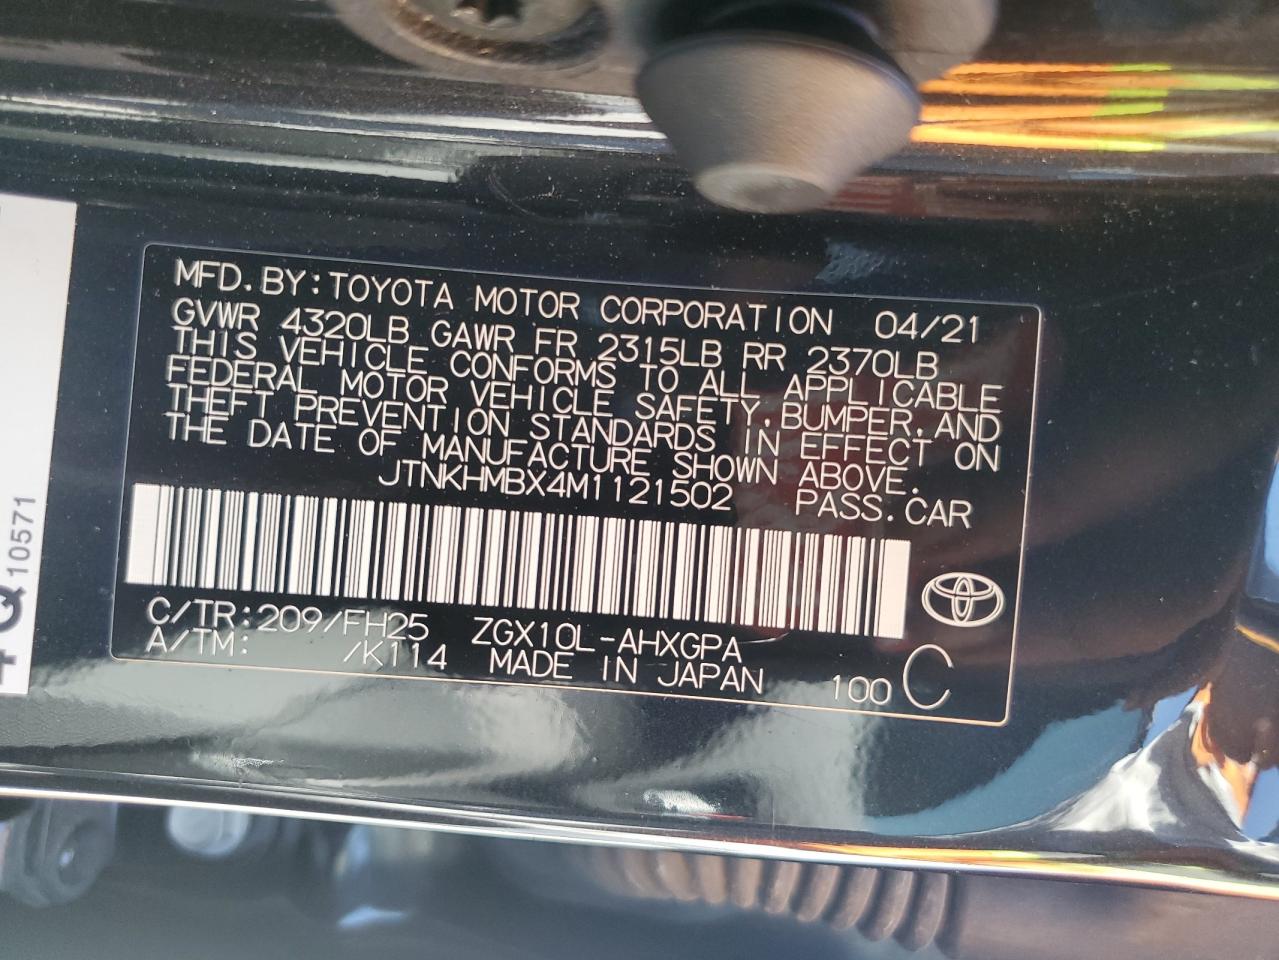 MFD.BY:TOYOTA MOTOR CORPORATION 04/21
GVWR 4320LB GAWR FR 2315LB RR 2370LB
THIS VEHICLE CONFORMS TO ALL APPLICABLE
FEDERAL MOTOR VEHICLE SAFETY,BUMPER,AND
THEFT PREVENTION STANDARDS IN EFFECT ON
THE DATE OF MANUFACTURE SHOWN ABOVE.
JTNKHMBX4M1121502 PASS.CAR
C/TR:209/FH25 ZGX10L-AHXGPA
A/TM: /K114 MADE IN JAPAN 100 C
Q 10571